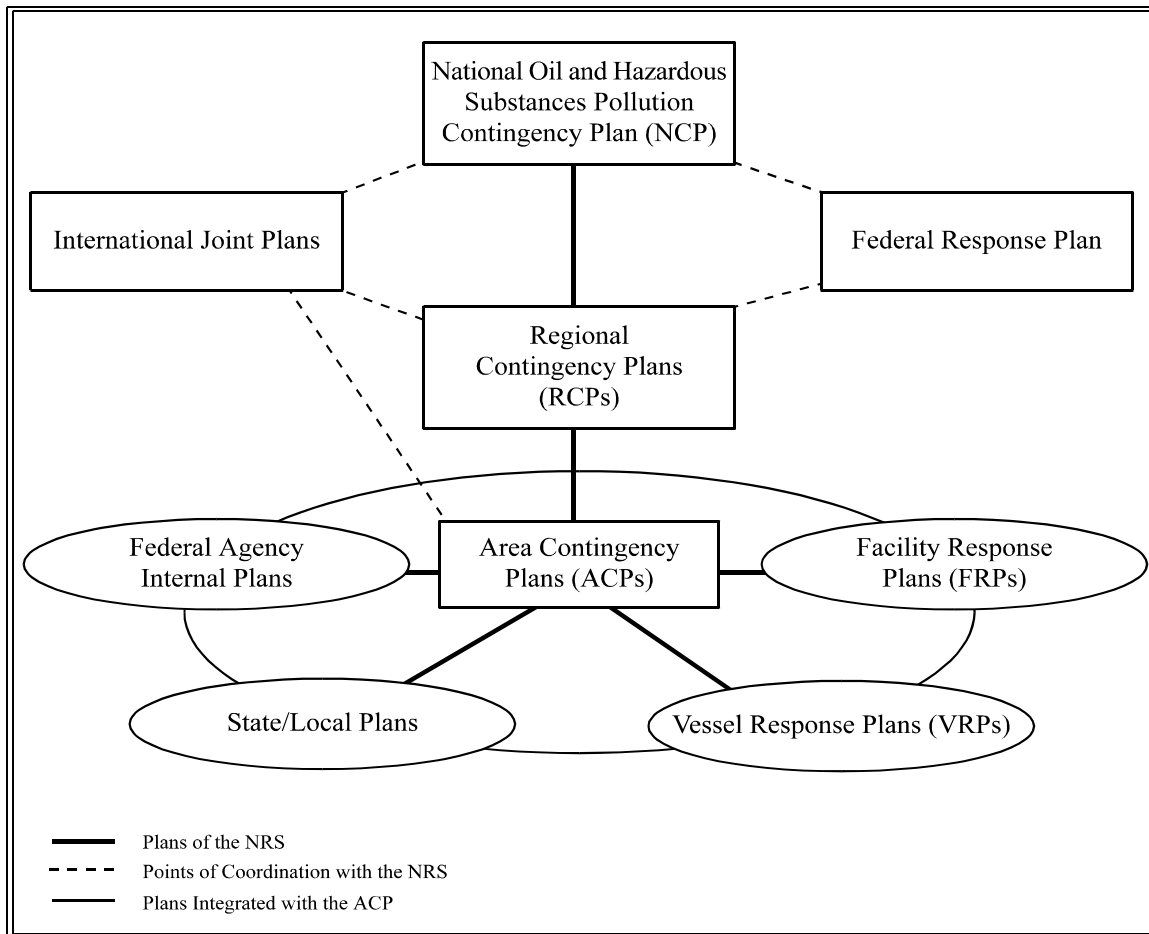 National Oil and Hazardous
Substances Pollution
Contingency Plan (NCP)
International Joint Plans
Federal Response Plan
Regional
Contingency Plans
(RCPs)
Federal Agency
Internal Plans
Area Contingency
Plans (ACPs)
Facility Response
Plans (FRPs)
State/Local Plans
Vessel Response Plans (VRPs)
Plans of the NRS
Points of Coordination with the NRS
Plans Integrated with the ACP